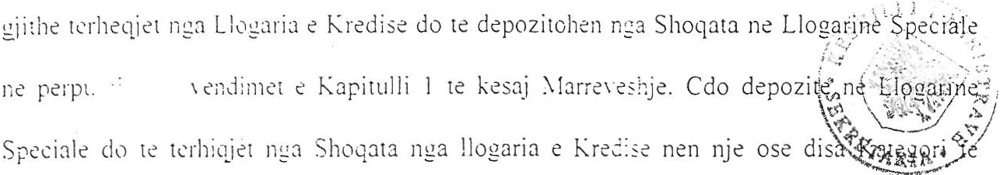 gjithe terheqjet nga Llogaria e Kredise do te depozitohen nga Shoqata ne Llogarine Speciale
ne vendimet e Kapitulli 1 te kesaj Marreveshje. Cdo depozite ne Llogarine
Speciale do te terhiqjet nga Shoqata nga llogaria e Kredise nen nje ose disa Kategori te